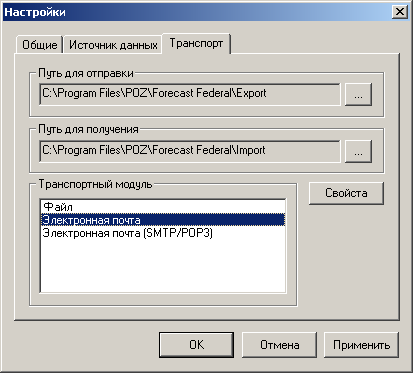 Настройки
Общие
Источник данных
Транспорт
Путь для отправки
C:\Program Files\POZ\Forecast Federal\Export
...
Путь для получения
C:\Program Files\POZ\Forecast Federal\Import
...
Транспортный модуль
Файл
Электронная почта
Электронная почта (SMTP/POP3)
Свойста
OK
Отмена
Применить